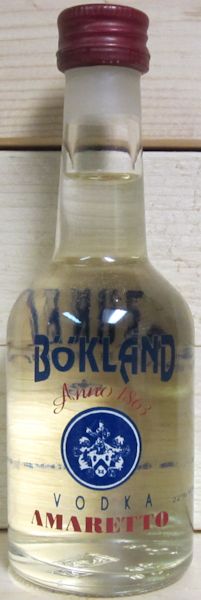 BÖKLAND
Anno 1863
VODKA
AMARETTO